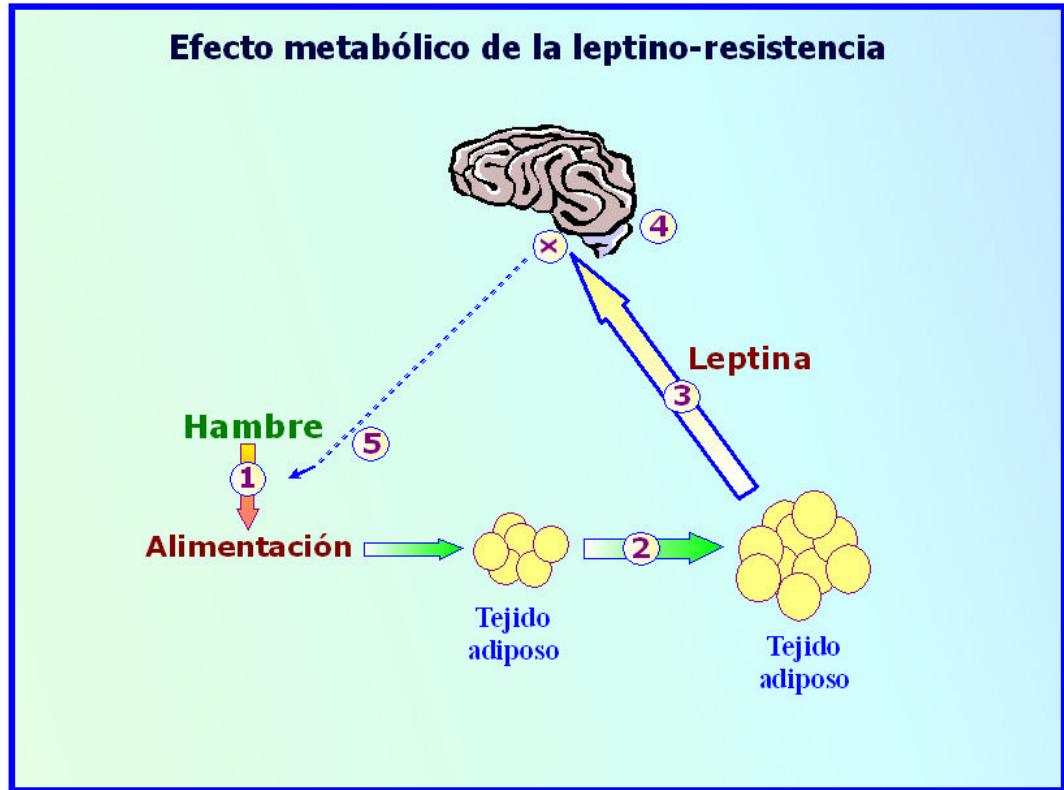 Efecto metabólico de la leptino-resistencia
4
×
Leptina
3
Hambre
5
1
Alimentación
2
Tejido
adiposo
Tejido
adiposo